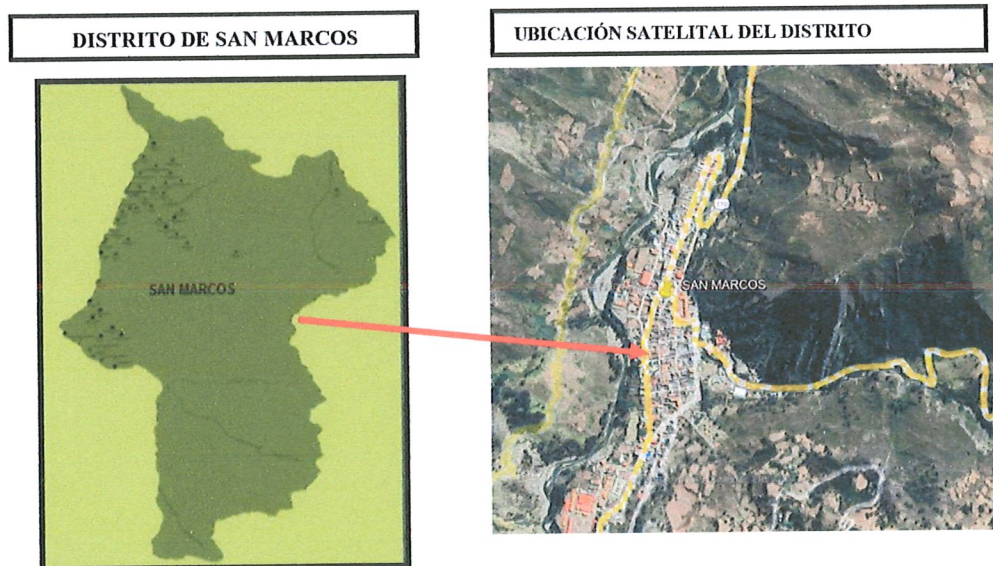 DISTRITO DE SAN MARCOS
UBICACIÓN SATELITAL DEL DISTRITO
SAN MARCOS
SAN MARCOS